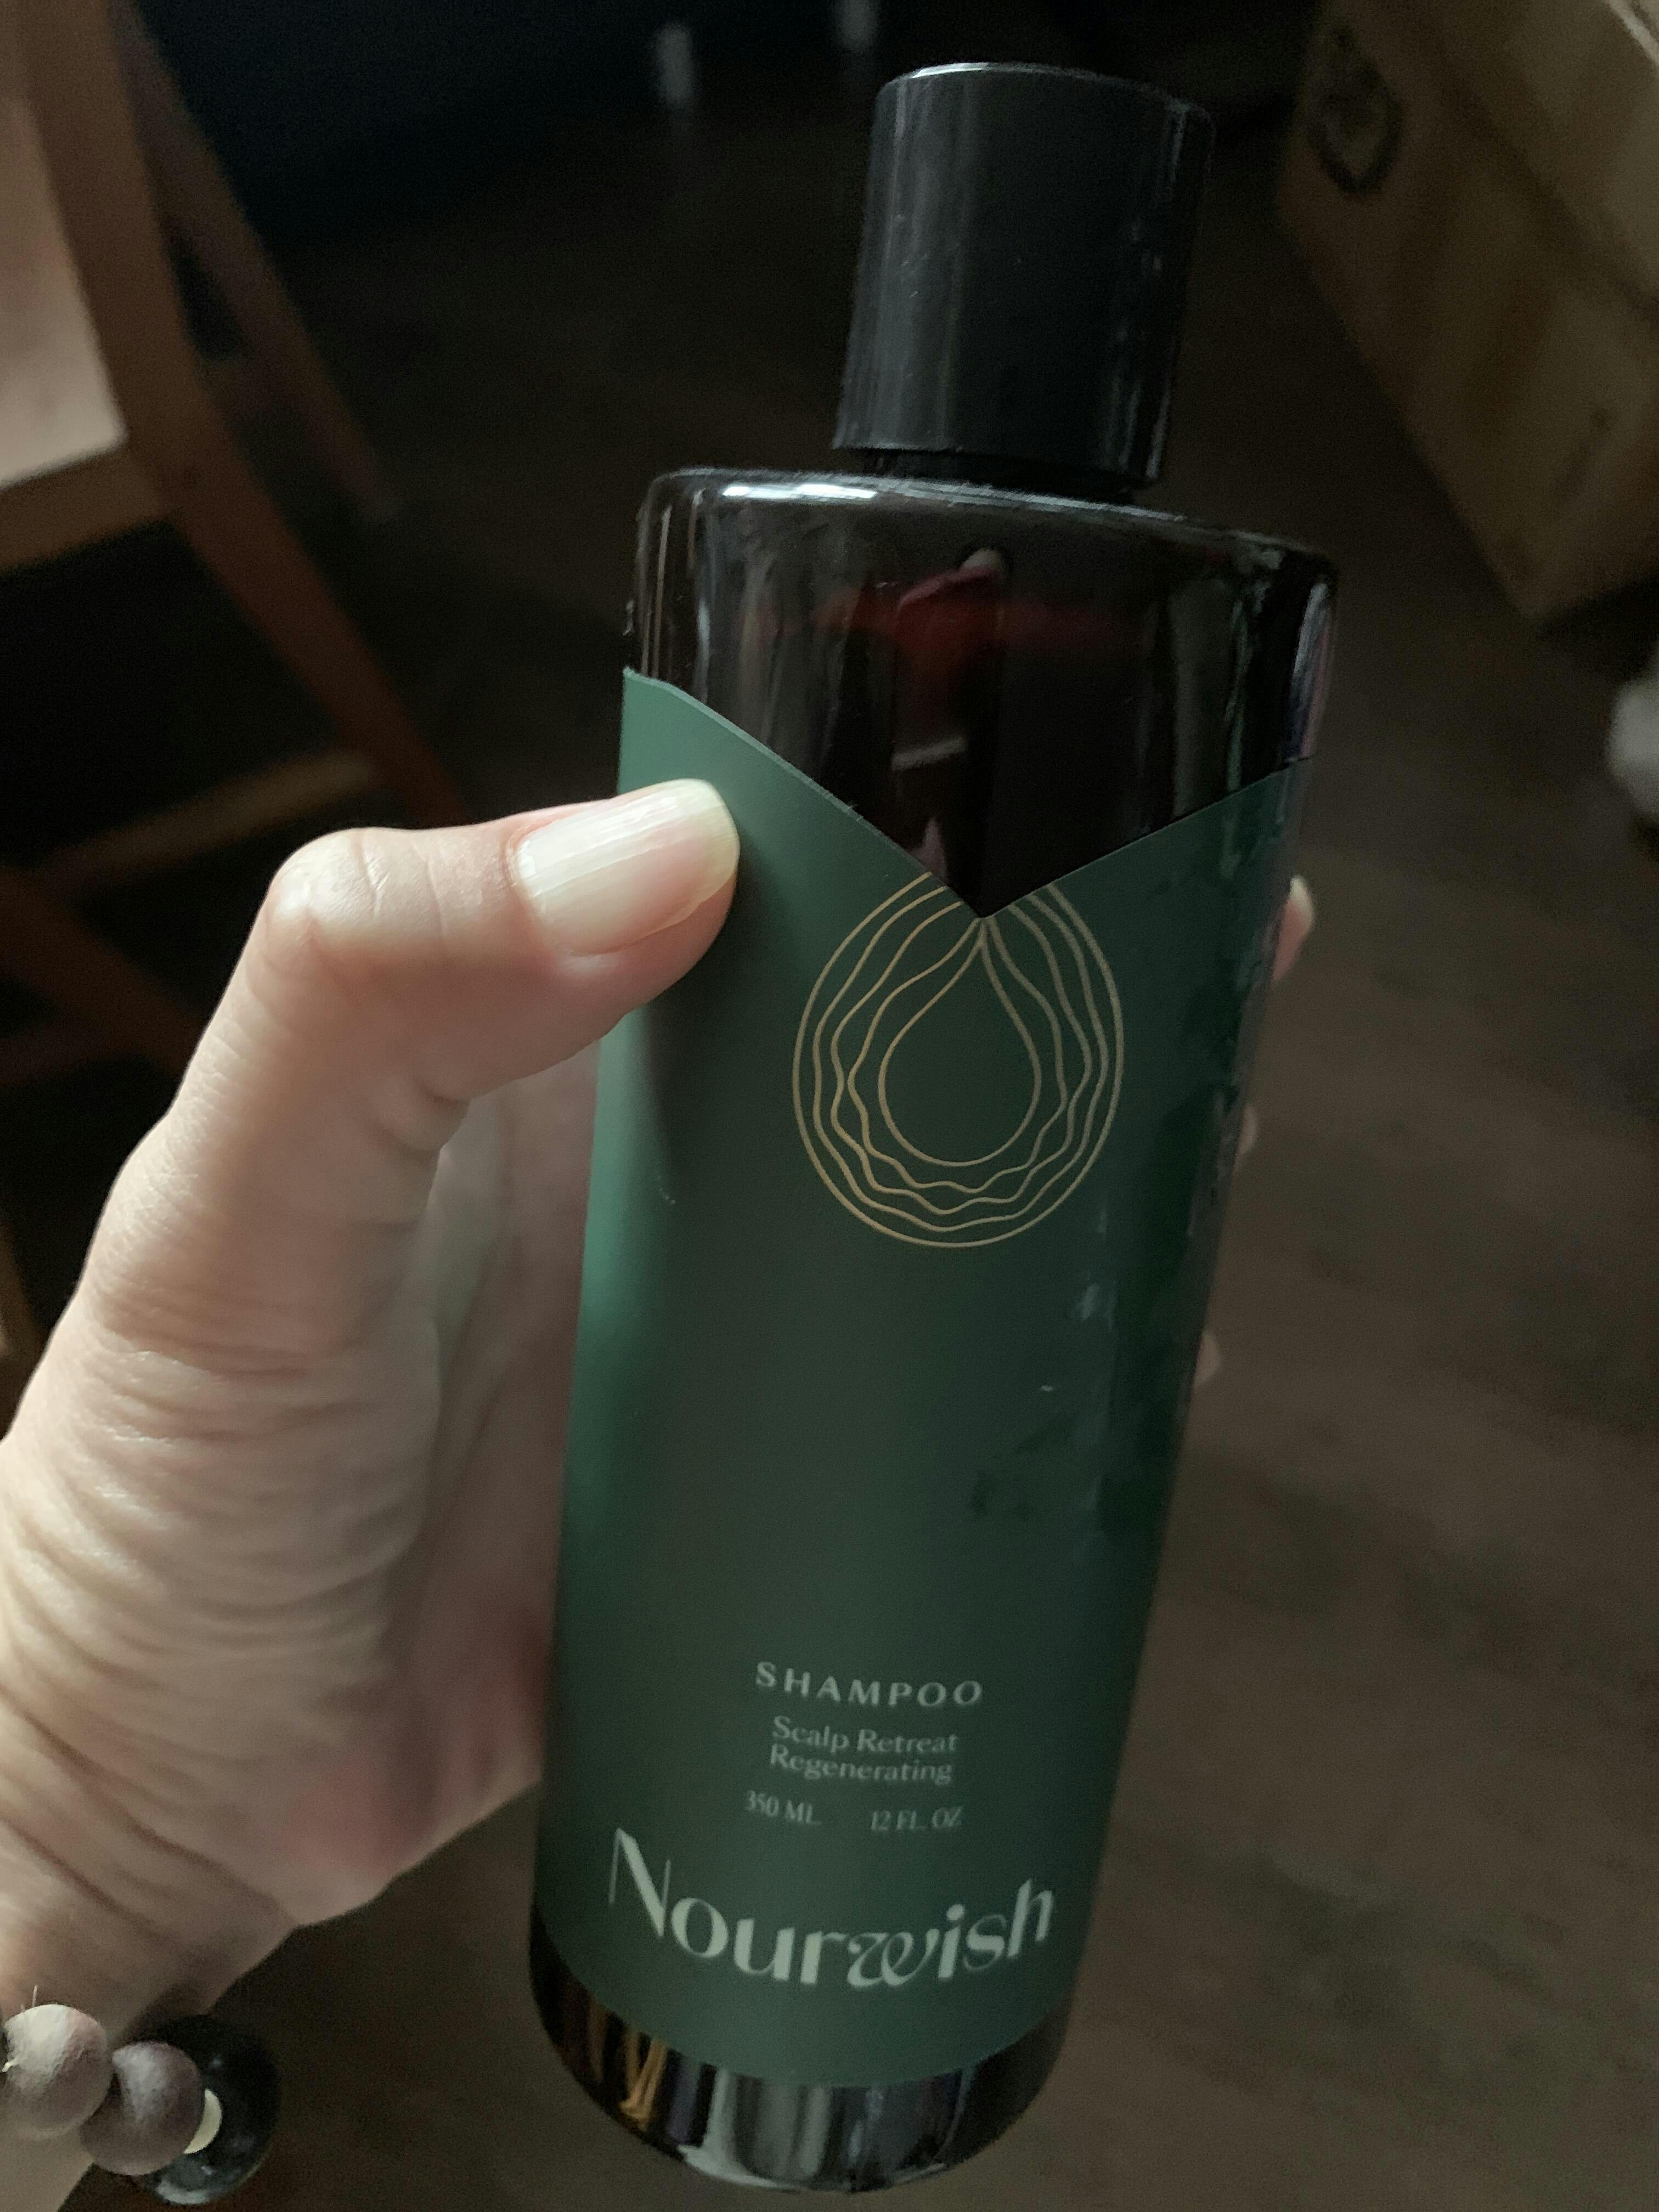 SHAMPOO
Scalp Retreat
Regenerating
350 ML 12 FL. OZ
Nourwish